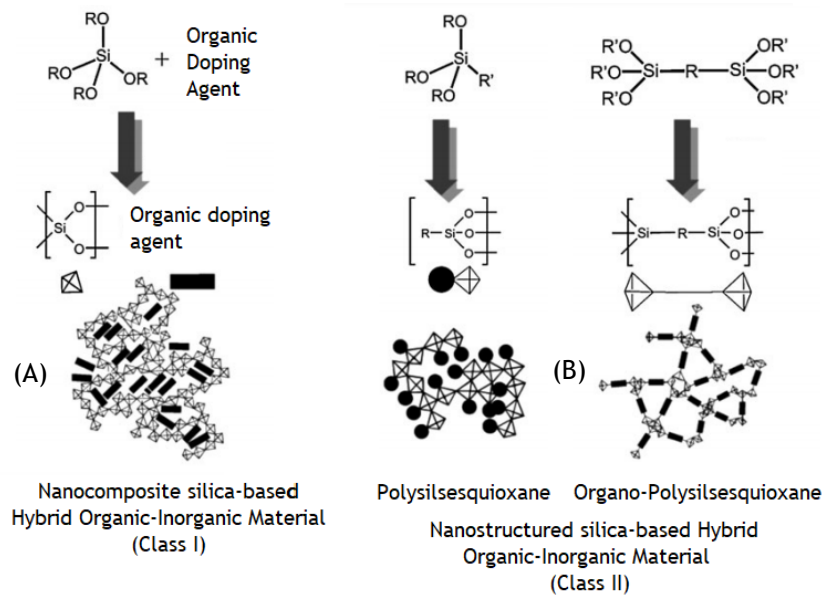 RO
OR
Si
RO
OR
RO
+
Organic
Doping
Agent
OR
RO
Si
RO
R'
RO
R'O
OR'
R'O
Si
R
Si
OR'
R'O
OR'
O
Si
O
Organic doping
agent
O
R
Si
O
O
O
Si
R
Si
O
O
(A)
(B)
Nanocomposite silica-based
Hybrid Organic-Inorganic Material
(Class I)
Polysilsesquioxane
Organo-Polysilsesquioxane
Nanostructured silica-based Hybrid
Organic-Inorganic Material
(Class II)